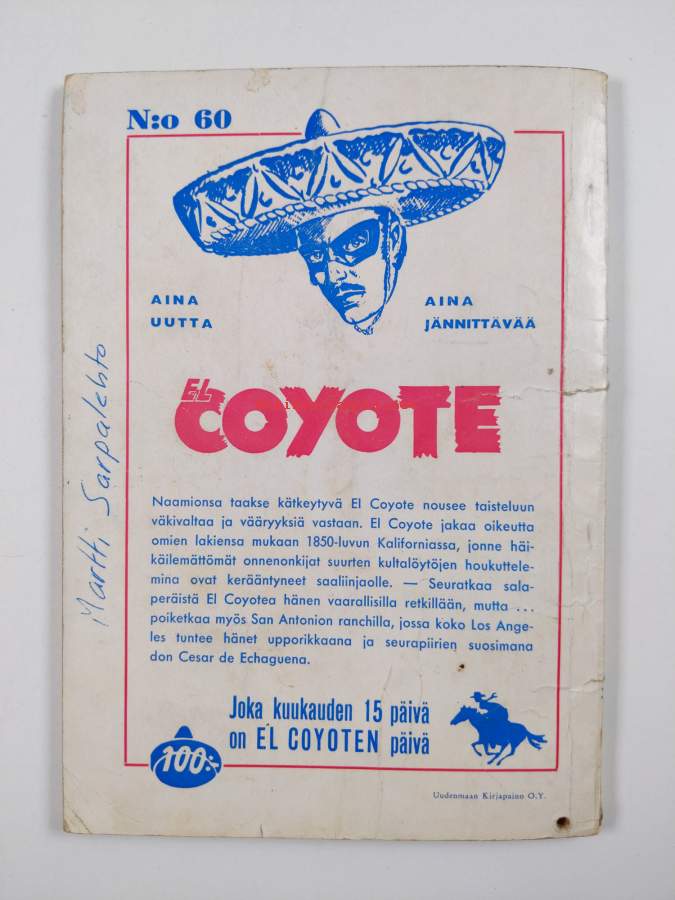 N:o 60
AINA
UUTTA
AINA
JÄNNITTÄVÄÄ
EL
COYOTE
Naamionsa taakse kätkeytyvä El Coyote nousee taisteluun
väkivaltaa ja vääryyksiä vastaan. El Coyote jakaa oikeutta
omien lakiensa mukaan 1850-luvun Kaliforniassa, jonne häi-
käilemättömät onnenonkijat suurten kultalöytöjen houkuttele-
mina ovat kerääntyneet saaliinjaolle. — Seuratkaa sala-
peräistä El Coyotea hänen vaarallisilla retkillään, mutta ...
poiketkaa myös San Antonion ranchilla, jossa koko Los Ange-
les tuntee hänet upporikkaana ja seurapiirien suosimana
don Cesar de Echaguena.
Joka kuukauden 15 päivä
on EL COYOTEN päivä
100:-
Uudenmaan Kirjapaino O.Y.
Martti Sarpalehto